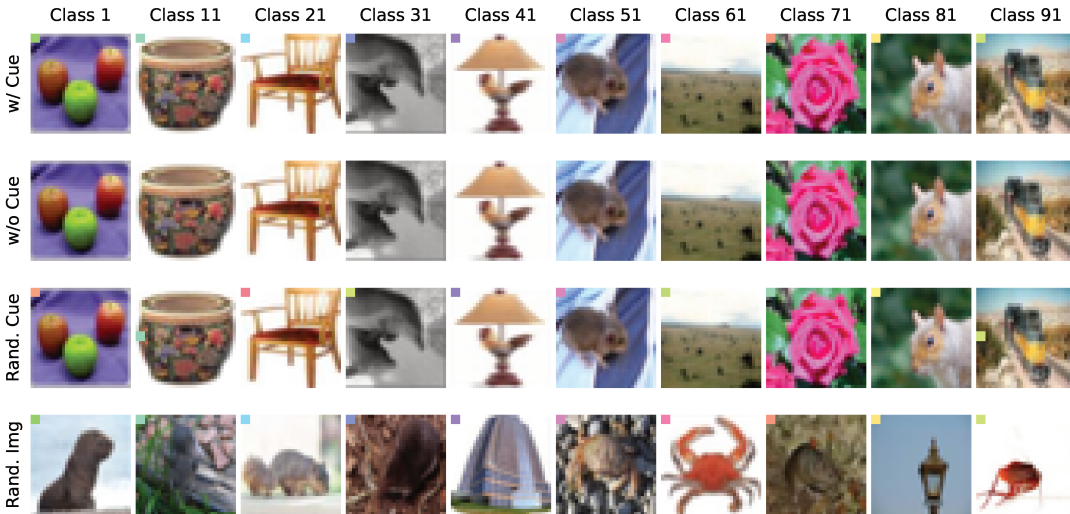 Class 1 Class 11 Class 21 Class 31 Class 41 Class 51 Class 61 Class 71 Class 81 Class 91
w/ Cue
w/o Cue
Rand. Cue
Rand. Img